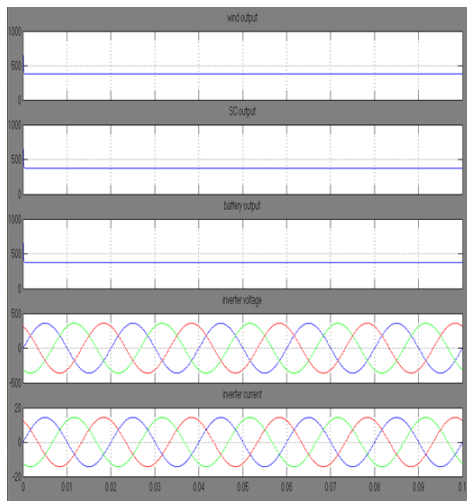 wind output
1000
500
0
SC output
1000
500
0
battery output
1000
500
0
inverter voltage
500
0
-500
inverter current
20
0
-20
0 0.01 0.02 0.03 0.04 0.05 0.06 0.07 0.08 0.09 0.1